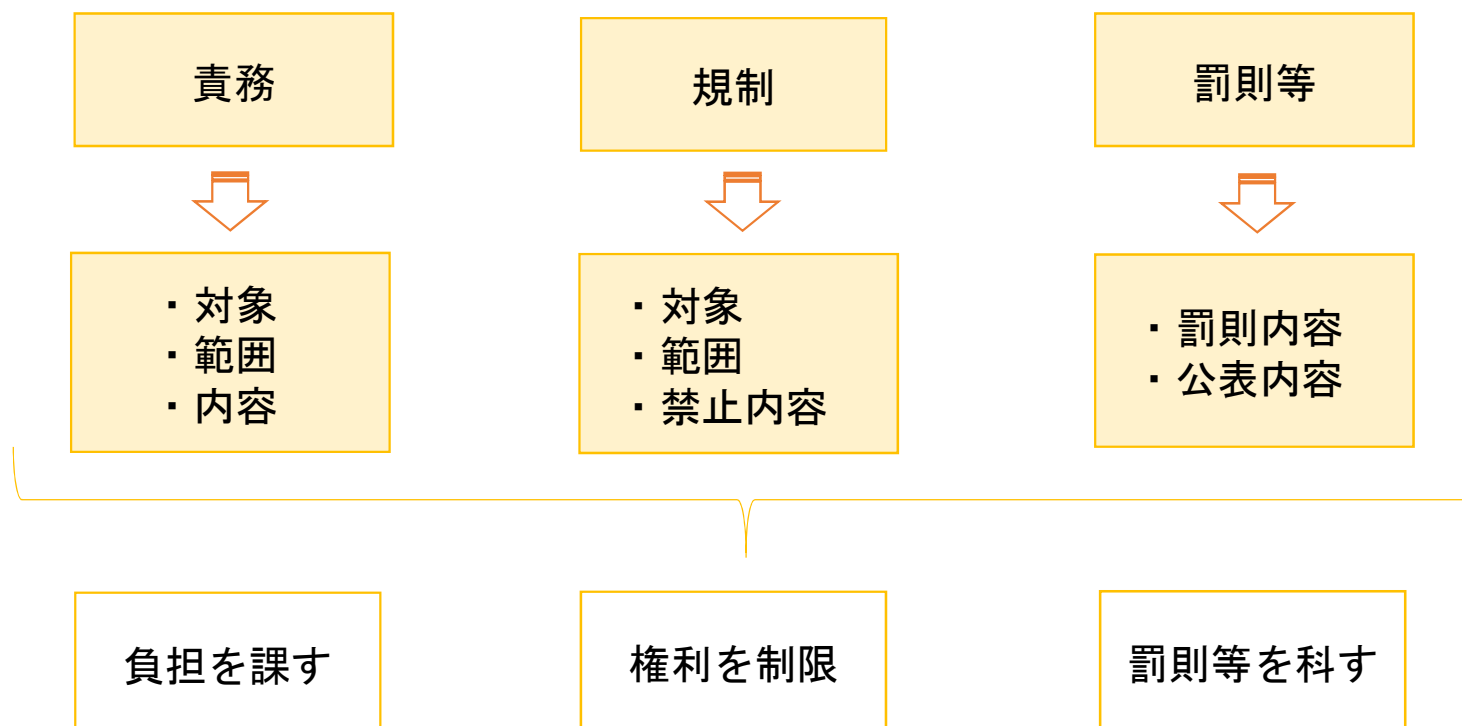 責務
規制
罰則等
・対象
・範囲
・内容
・対象
・範囲
・禁止内容
・罰則内容
・公表内容
負担を課す
権利を制限
罰則等を科す